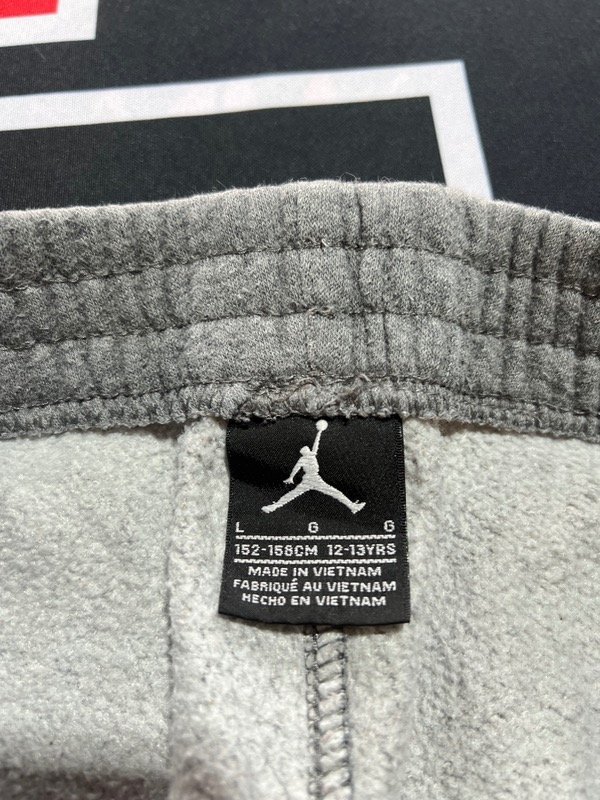 L G G
152-158CM 12-13YRS
MADE IN VIETNAM
FABRIQUÉ AU VIETNAM
HECHO EN VIETNAM